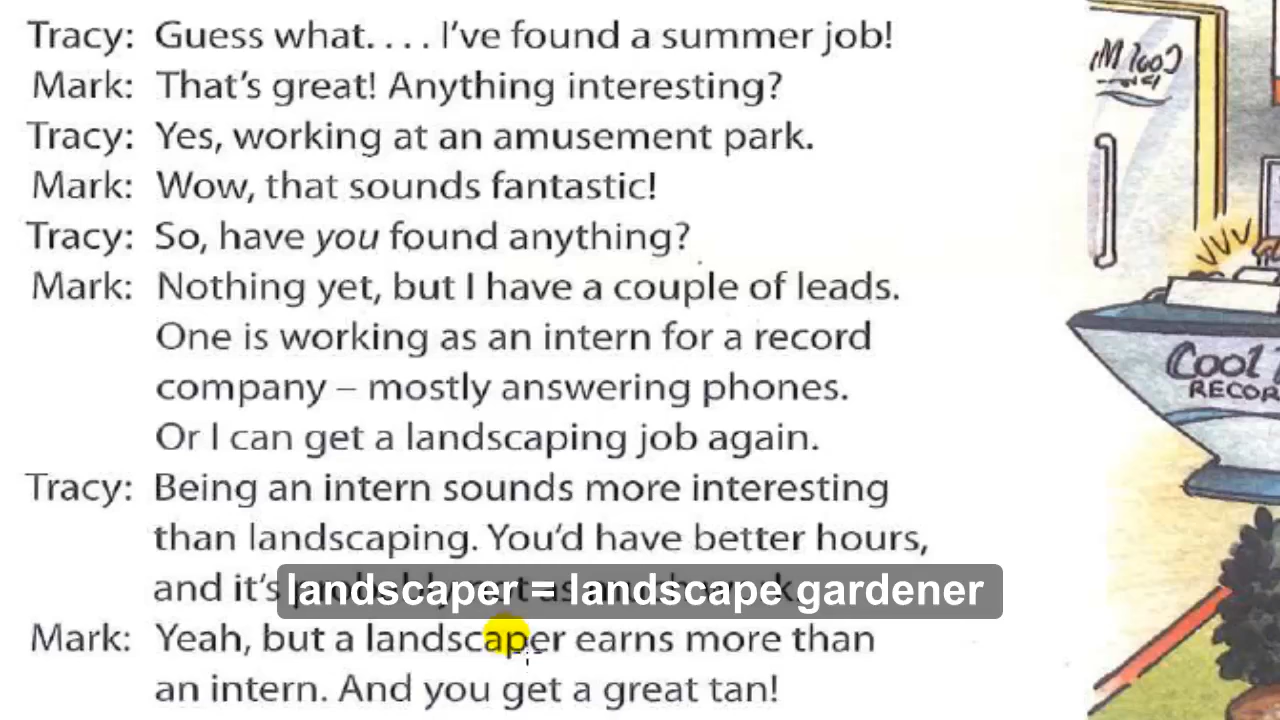 Tracy: Guess what. . . . I've found a summer job!
Mark: That's great! Anything interesting?
Tracy: Yes, working at an amusement park.
Mark: Wow, that sounds fantastic!
Tracy: So, have you found anything?
Mark: Nothing yet, but I have a couple of leads.
One is working as an intern for a record
company – mostly answering phones.
Or I can get a landscaping job again.
Tracy: Being an intern sounds more interesting
than landscaping. You'd have better hours,
and it's
landscaper = landscape gardener
Mark: Yeah, but a landscaper earns more than
an intern. And you get a great tan!
Cool